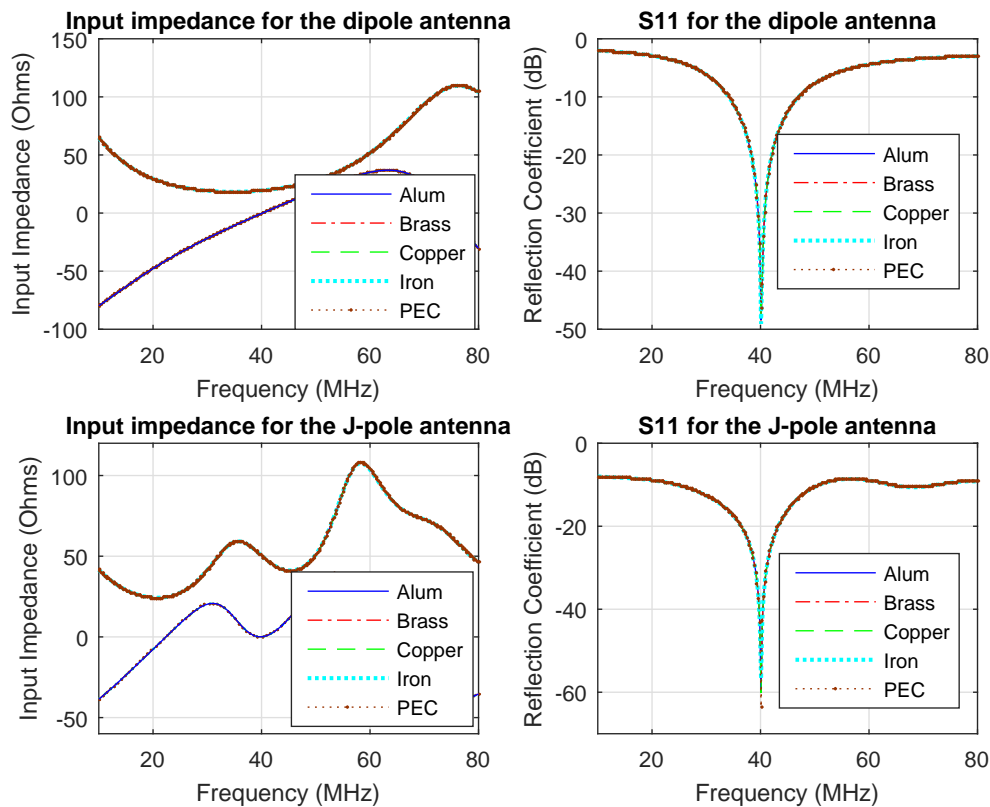 Input impedance for the dipole antenna
Input Impedance (Ohms)
150
100
50
0
-50
-100
20
40
60
80
Frequency (MHz)
Alum
Brass
Copper
Iron
PEC
S11 for the dipole antenna
Reflection Coefficient (dB)
0
-10
-20
-30
-40
-50
20
40
60
80
Frequency (MHz)
Alum
Brass
Copper
Iron
PEC
Input impedance for the J-pole antenna
Input Impedance (Ohms)
100
50
0
-50
20
40
60
80
Frequency (MHz)
Alum
Brass
Copper
Iron
PEC
S11 for the J-pole antenna
Reflection Coefficient (dB)
0
-20
-40
-60
20
40
60
80
Frequency (MHz)
Alum
Brass
Copper
Iron
PEC